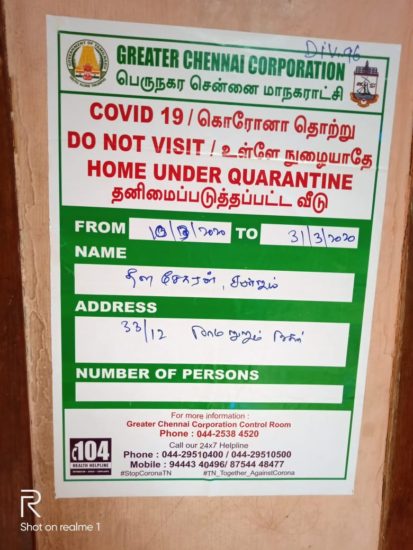 Div.96
GREATER CHENNAI CORPORATION
பெருநகர சென்னை மாநகராட்சி
COVID 19 / கொரோனா தொற்று
DO NOT VISIT / உள்ளே நுழையாதே
HOME UNDER QUARANTINE
தனிமைப்படுத்தப்பட்ட வீடு
FROM /2020 TO 31/3/2020
NAME
ADDRESS
33/12
NUMBER OF PERSONS
For more information :
Greater Chennai Corporation Control Room
Phone : 044-2538 4520
104
HEALTH HELPLINE
Call our 24x7 Helpline
Phone : 044-29510400 / 044-29510500
Mobile : 94443 40496/ 87544 48477
#StopCoronaTN #TN_Together_AgainstCorona
R
Shot on realme 1